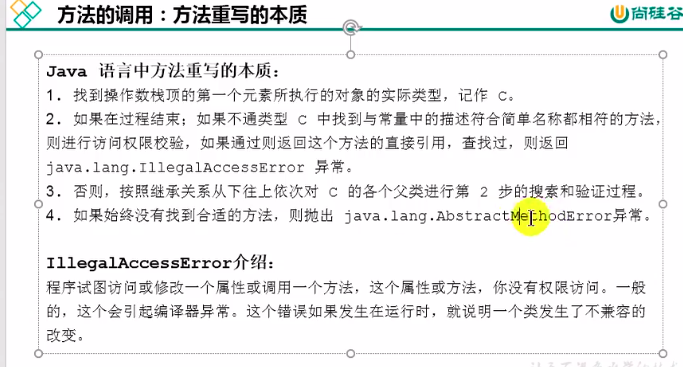 方法的调用：方法重写的本质
尚硅谷
Java 语言中方法重写的本质：
1. 找到操作数栈顶的第一个元素所执行的对象的实际类型，记作 C。
2. 如果在过程结束；如果不通类型 C 中找到与常量中的描述符合简单名称都相符的方法，
则进行访问权限校验，如果通过则返回这个方法的直接引用，查找过，则返回
java.lang.IllegalAccessError 异常。
3. 否则，按照继承关系从下往上依次对 C 的各个父类进行第 2 步的搜索和验证过程。
4. 如果始终没有找到合适的方法，则抛出 java.lang.AbstractMethodError异常。
IllegalAccessError介绍：
程序试图访问或修改一个属性或调用一个方法，这个属性或方法，你没有权限访问。一般
的，这个会引起编译器异常。这个错误如果发生在运行时，就说明一个类发生了不兼容的
改变。